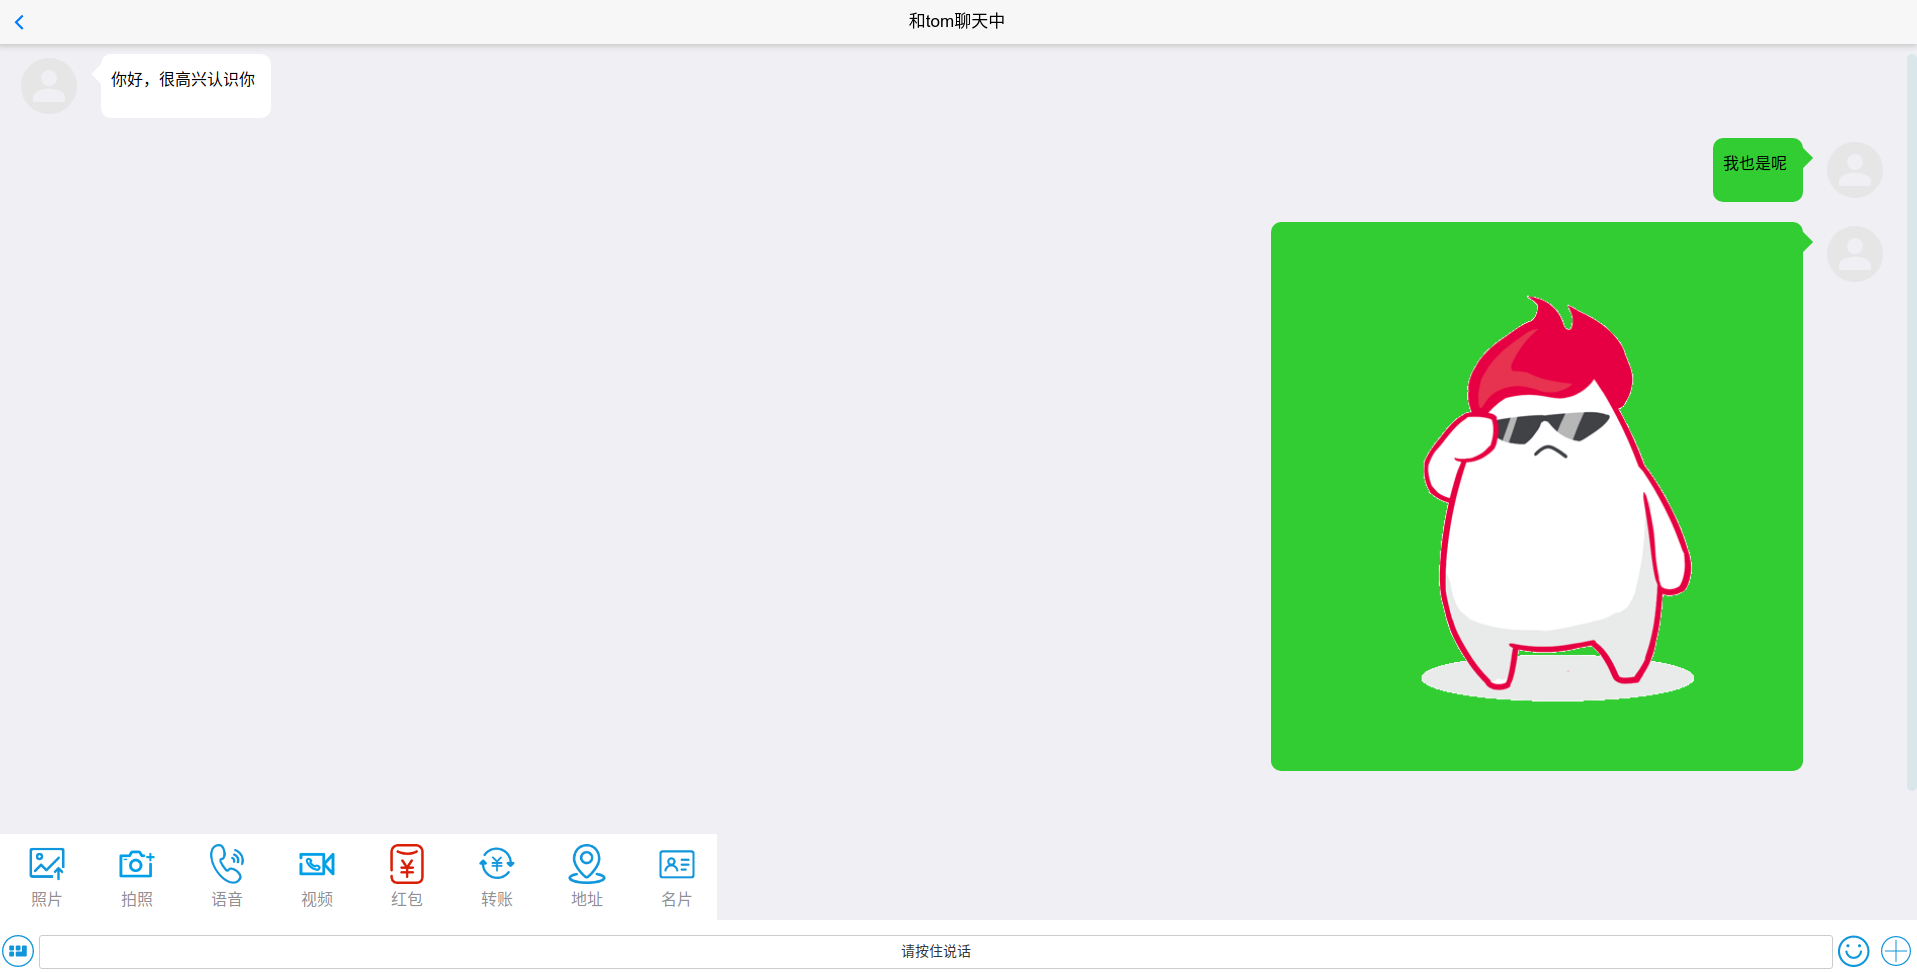 和tom聊天中
你好，很高兴认识你
我也是呢
照片
拍照
语音
视频
红包
转账
地址
名片
请按住说话